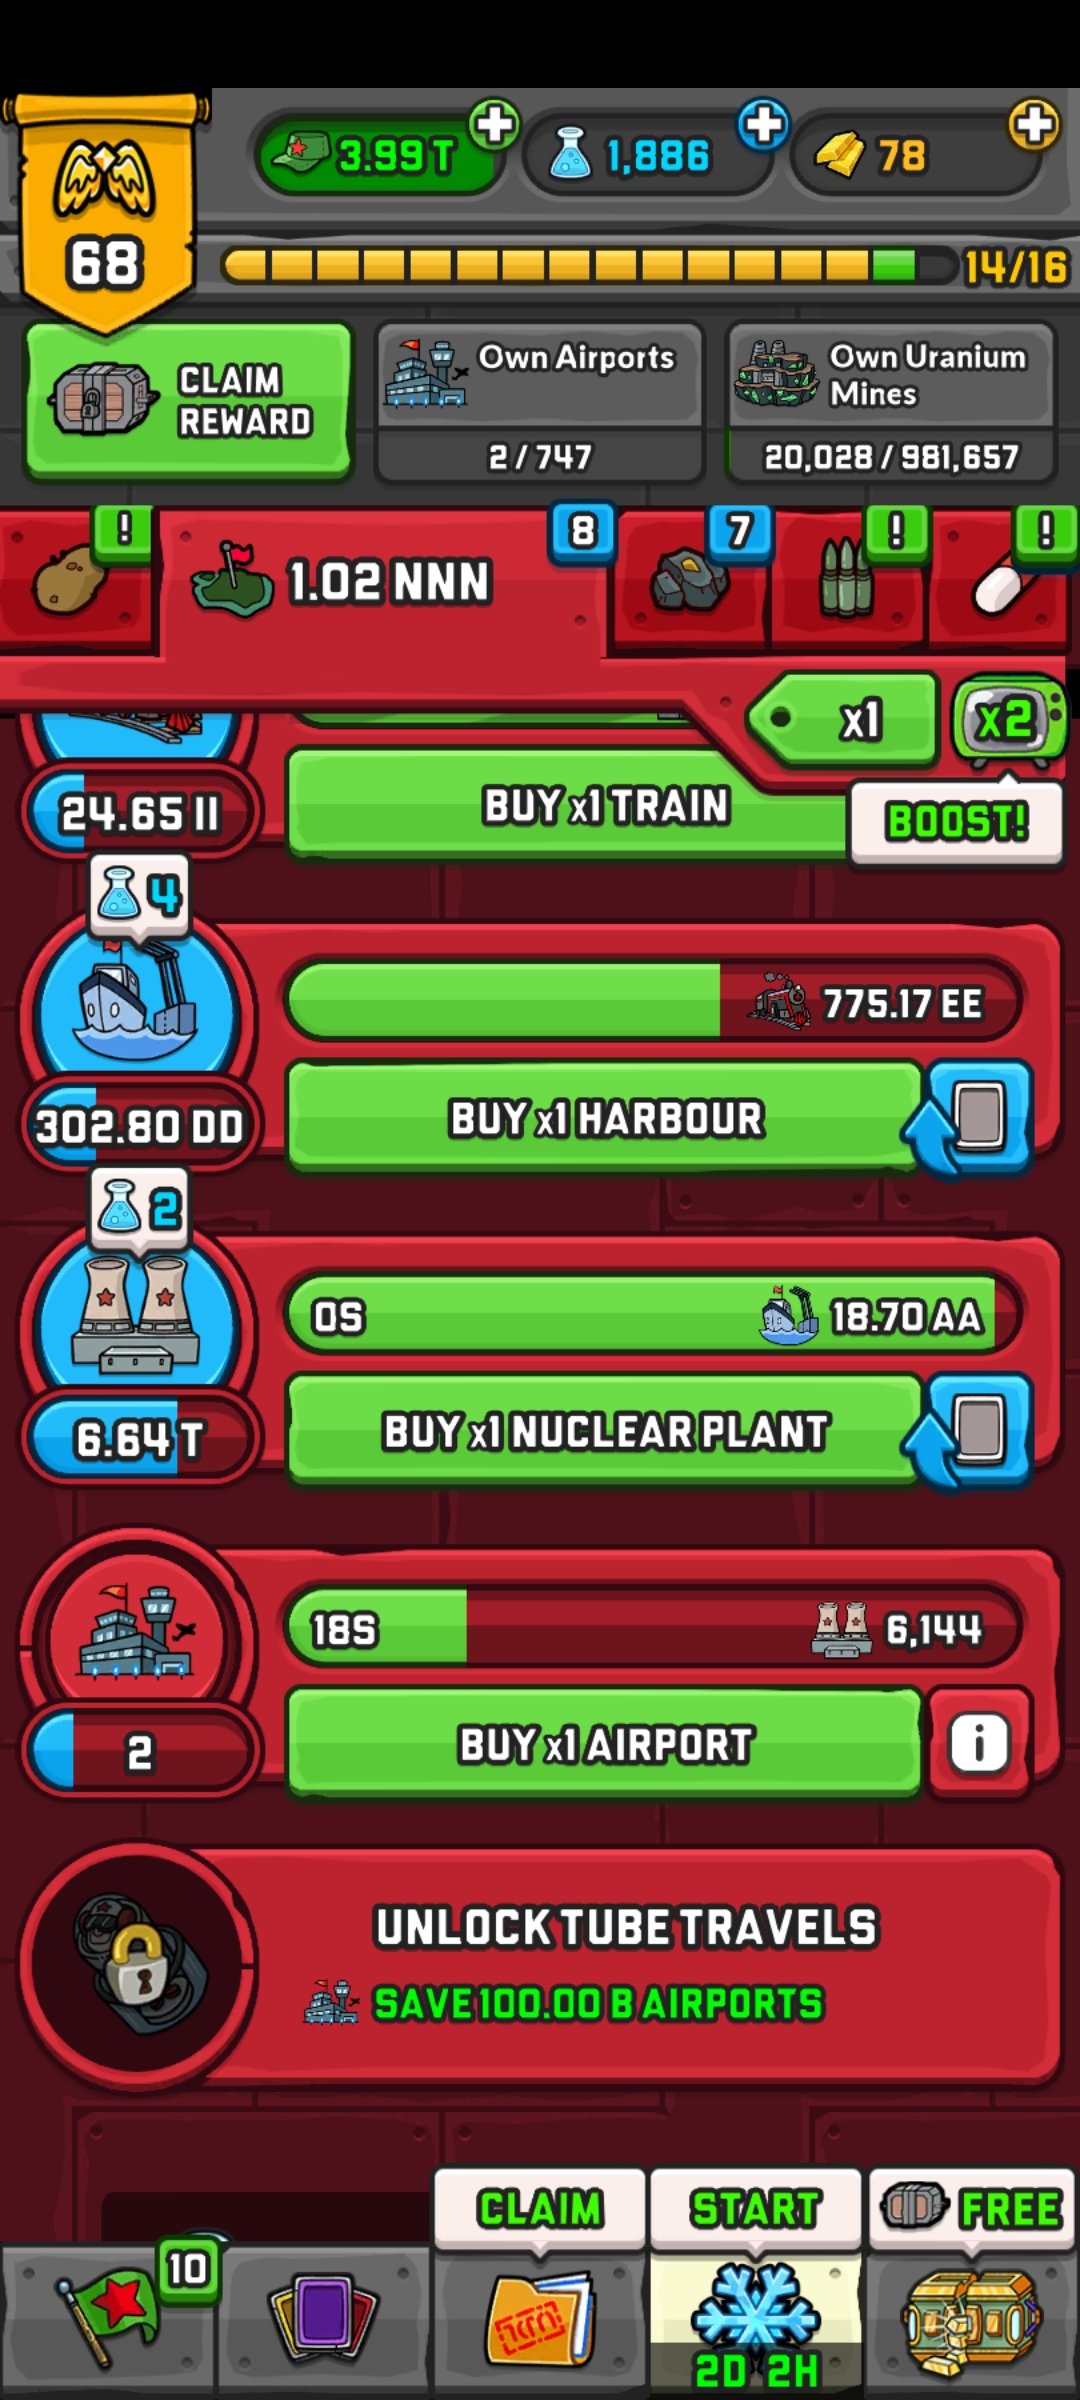 3.99 T
1,886
78
68
14/16
CLAIM
REWARD
Own Airports
2 / 747
Own Uranium
Mines
20,028 / 981,657
!
1.02 NNN
8
7
!
!
x1
x2
24.65 II
BUY x1 TRAIN
BOOST!
4
775.17 EE
302.80 DD
BUY x1 HARBOUR
2
0S
18.70 AA
6.64 T
BUY x1 NUCLEAR PLANT
18S
6,144
2
BUY x1 AIRPORT
i
UNLOCK TUBE TRAVELS
SAVE 100.00 B AIRPORTS
CLAIM
START
FREE
10
2D 2H